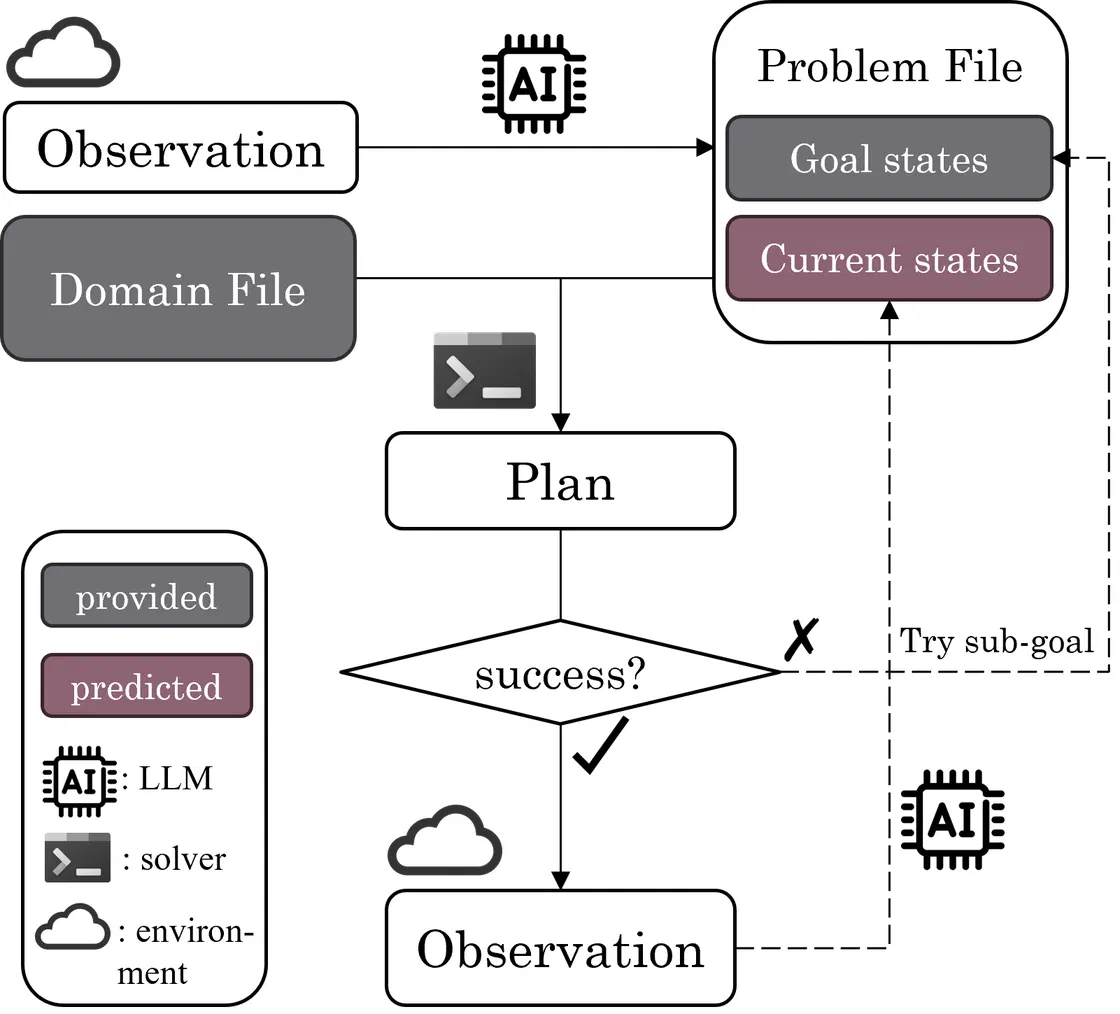 Observation
AI
Problem File
Goal states
Current states
Domain File
>_
Plan
success?
✗
Try sub-goal
✓
AI
Observation
provided
predicted
AI : LLM
>_ : solver
: environ-
ment